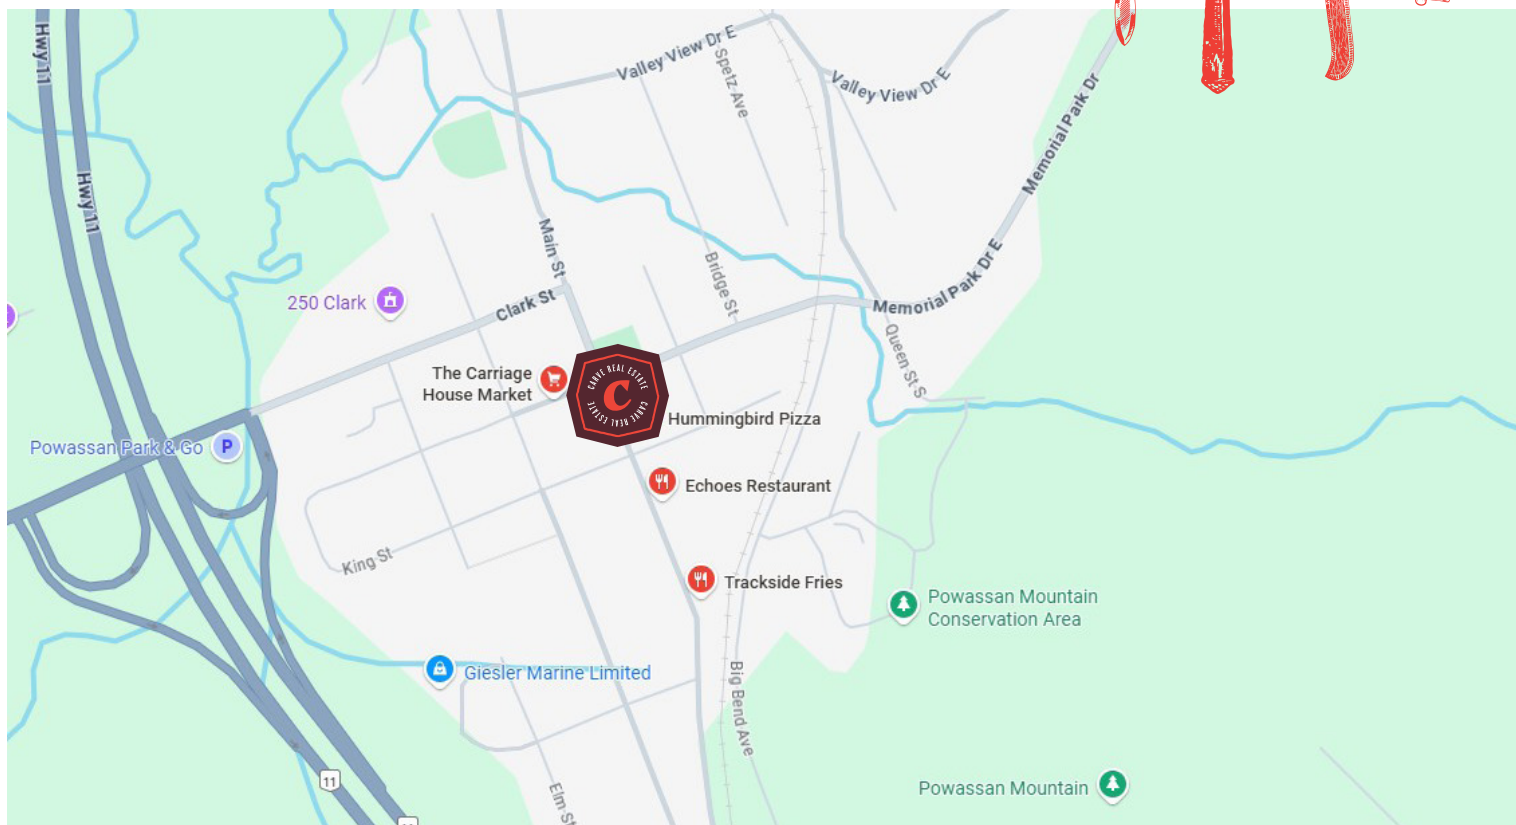 Hwy 11
Hwy 11
Valley View Dr E
Spetz Ave
Valley View Dr E
Memorial Park Dr
Main St
Bridge St
Memorial Park Dr E
250 Clark
Clark St
Queen St S
The Carriage
House Market
CARVE REAL ESTATE
C
CARVE REAL ESTATE
Hummingbird Pizza
Powassan Park & Go
P
Echoes Restaurant
King St
Trackside Fries
Powassan Mountain
Conservation Area
Giesler Marine Limited
Big Bend Ave
11
Elm St
Powassan Mountain